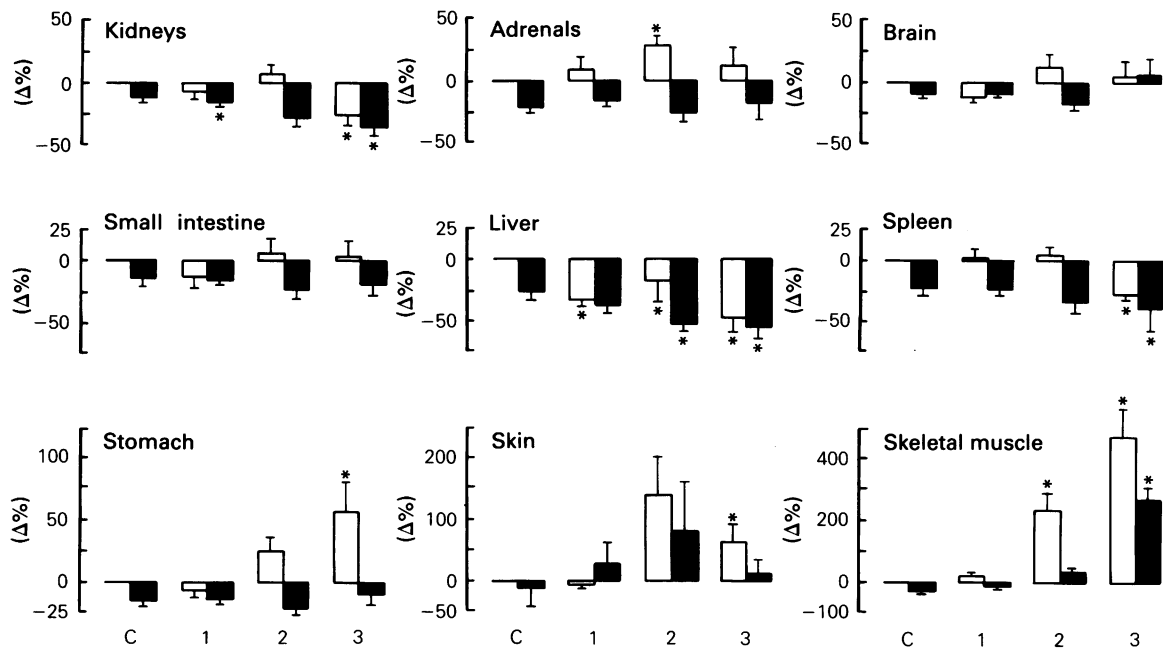 Kidneys
50
0
−50
(Δ%)
*
*
*
Adrenals
50
0
−50
(Δ%)
*
Brain
50
0
−50
(Δ%)
Small intestine
25
0
−50
(Δ%)
Liver
25
0
−50
(Δ%)
*
*
*
*
*
Spleen
25
0
−50
(Δ%)
*
*
Stomach
100
50
0
−25
(Δ%)
*
C 1 2 3
Skin
200
100
0
−50
(Δ%)
*
C 1 2 3
Skeletal muscle
400
200
0
−100
(Δ%)
*
*
*
C 1 2 3